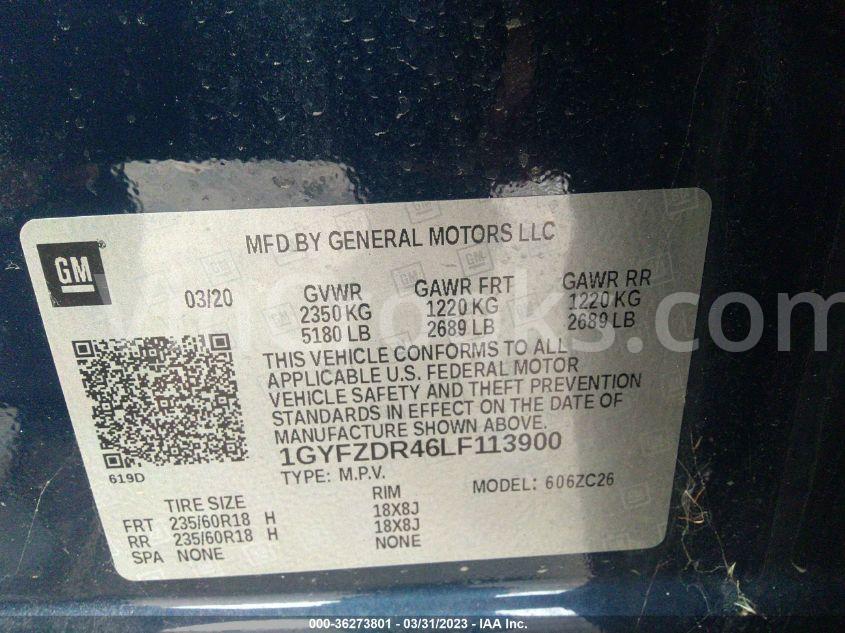 MFD BY GENERAL MOTORS LLC
GM
03/20 GVWR GAWR FRT GAWR RR
2350 KG 1220 KG 1220 KG
5180 LB 2689 LB 2689 LB
THIS VEHICLE CONFORMS TO ALL
APPLICABLE U.S. FEDERAL MOTOR
VEHICLE SAFETY AND THEFT PREVENTION
STANDARDS IN EFFECT ON THE DATE OF
MANUFACTURE SHOWN ABOVE.
1GYFZDR46LF113900
619D
TYPE: M.P.V. MODEL: 606ZC26
TIRE SIZE RIM
FRT 235/60R18 H 18X8J
RR 235/60R18 H 18X8J
SPA NONE NONE
000-36273801 - 03/31/2023 - IAA Inc.